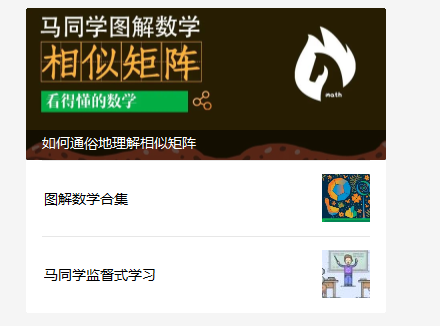 马同学图解数学
相似矩阵
看得懂的数学
math
如何通俗地理解相似矩阵
图解数学合集
马同学监督式学习